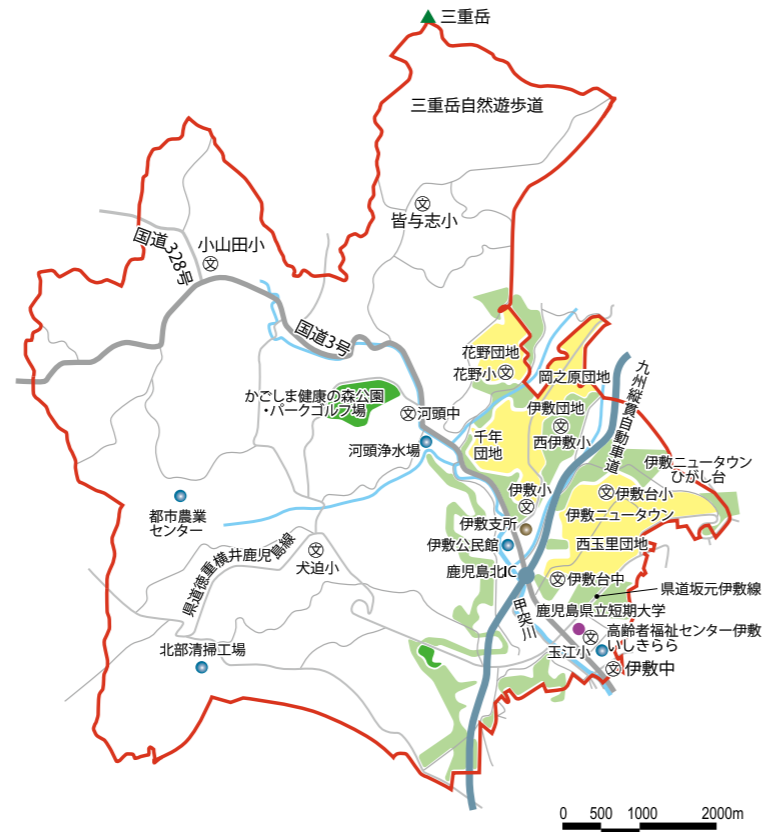 三重岳
三重岳自然遊歩道
文
皆与志小
国道328号
小山田小
文
国道3号
花野団地
花野小文
岡之原団地
かごしま健康の森公園
・パークゴルフ場
文河頭中
伊敷団地
文
西伊敷小
九州縦貫自動車道
千年
団地
河頭浄水場
伊敷ニュータウン
ひがし台
都市農業
センター
伊敷小
文
文伊敷台小
伊敷ニュータウン
伊敷支所
伊敷公民館
西玉里団地
県道徳重横井鹿児島線
文
犬迫小
鹿児島北IC
文伊敷台中
県道坂元伊敷線
甲突川
鹿児島県立短期大学
高齢者福祉センター伊敷
いしきらら
文
玉江小
北部清掃工場
文伊敷中
0 500 1000 2000m